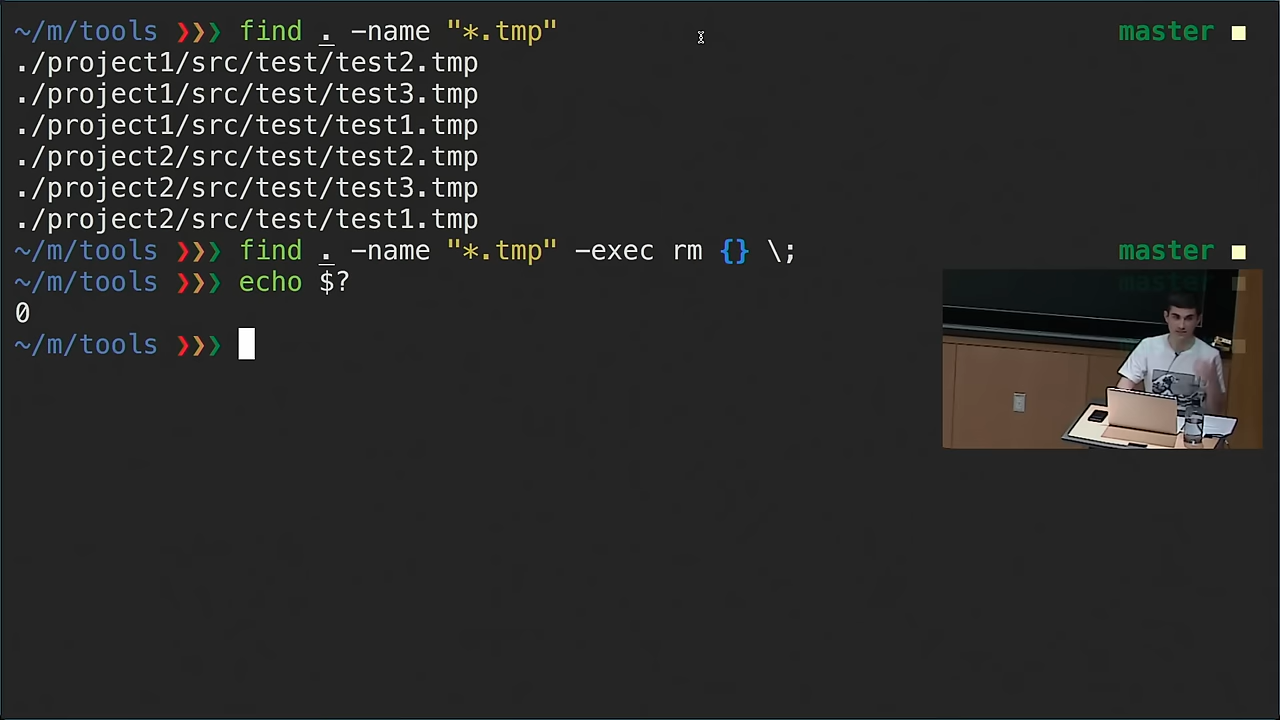 ~/m/tools ❯❯❯ find . -name "*.tmp" master ■
./project1/src/test/test2.tmp
./project1/src/test/test3.tmp
./project1/src/test/test1.tmp
./project2/src/test/test2.tmp
./project2/src/test/test3.tmp
./project2/src/test/test1.tmp
~/m/tools ❯❯❯ find . -name "*.tmp" -exec rm {} \; master ■
~/m/tools ❯❯❯ echo $? master ■
0
~/m/tools ❯❯❯